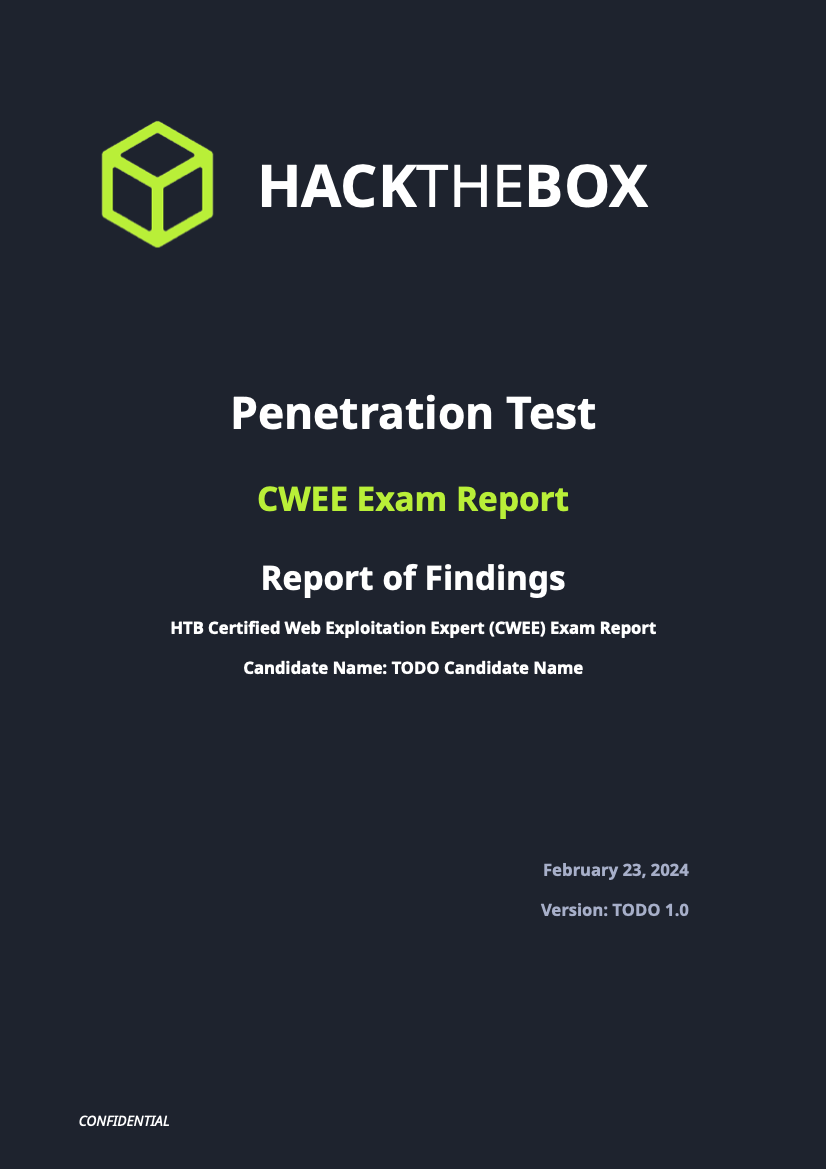 HACKTHEBOX
Penetration Test
CWEE Exam Report
Report of Findings
HTB Certified Web Exploitation Expert (CWEE) Exam Report
Candidate Name: TODO Candidate Name
February 23, 2024
Version: TODO 1.0
CONFIDENTIAL